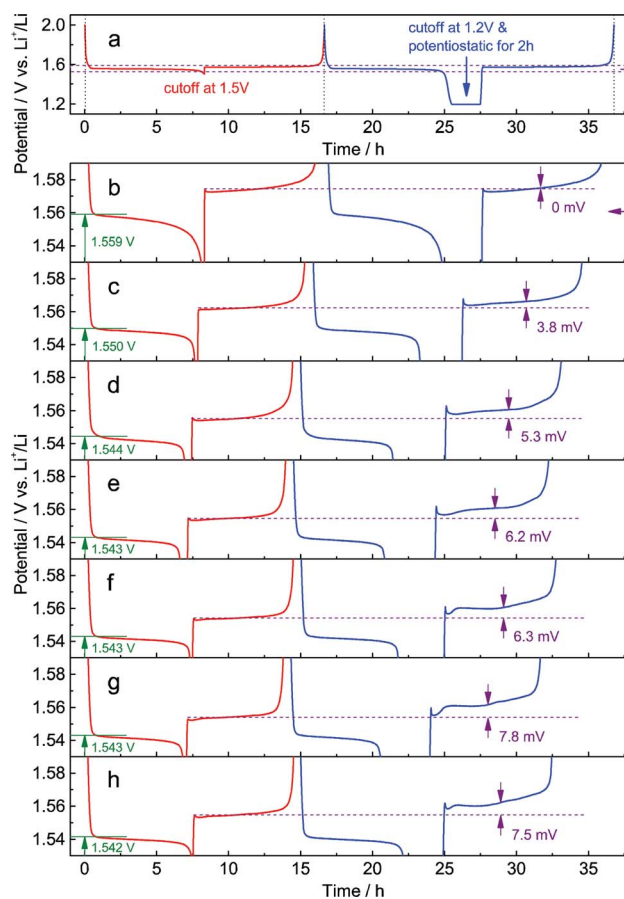 2.0
1.6
1.2
a
cutoff at 1.5V
cutoff at 1.2V &
potentiostatic for 2h
0 5 10 15 20 25 30 35
Time / h
Potential / V vs. Li⁺/Li
1.58
1.56
1.54
b
1.559 V
0 mV
1.58
1.56
1.54
c
1.550 V
3.8 mV
1.58
1.56
1.54
d
1.544 V
5.3 mV
1.58
1.56
1.54
e
1.543 V
6.2 mV
Potential / V vs. Li⁺/Li
1.58
1.56
1.54
f
1.543 V
6.3 mV
1.58
1.56
1.54
g
1.543 V
7.8 mV
1.58
1.56
1.54
h
1.542 V
7.5 mV
0 5 10 15 20 25 30 35
Time / h